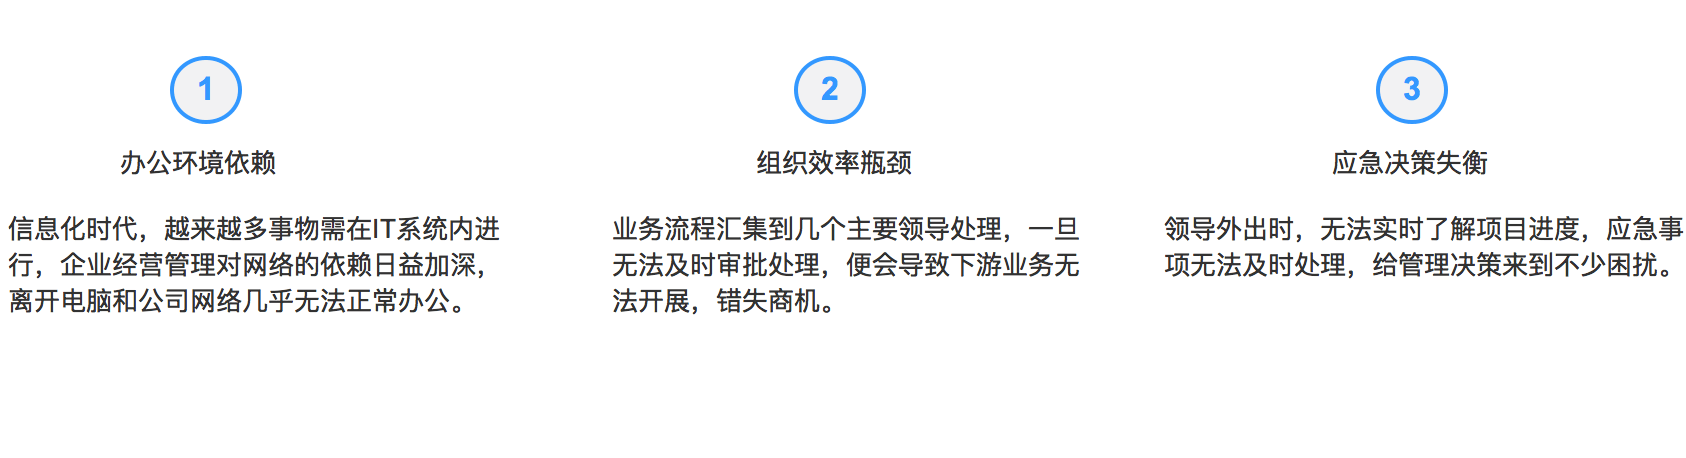 1
办公环境依赖
信息化时代，越来越多事物需在IT系统内进
行，企业经营管理对网络的依赖日益加深，
离开电脑和公司网络几乎无法正常办公。
2
组织效率瓶颈
业务流程汇集到几个主要领导处理，一旦
无法及时审批处理，便会导致下游业务无
法开展，错失商机。
3
应急决策失衡
领导外出时，无法实时了解项目进度，应急事
项无法及时处理，给管理决策来到不少困扰。